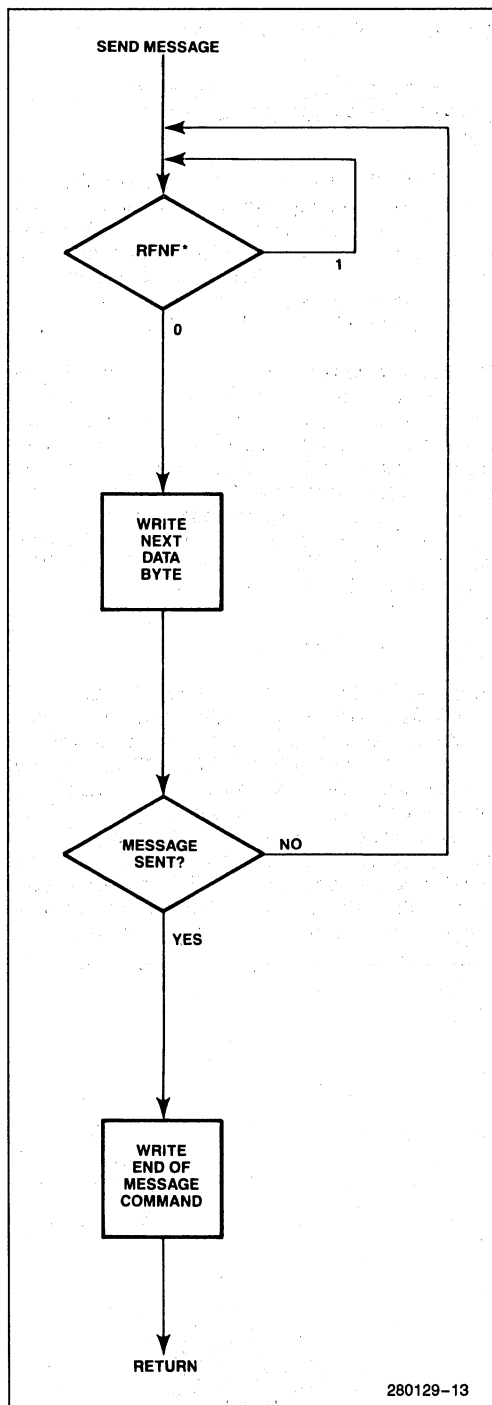 SEND MESSAGE
RFNF*
1
0
WRITE
NEXT
DATA
BYTE
MESSAGE
SENT?
NO
YES
WRITE
END OF
MESSAGE
COMMAND
RETURN
280129-13